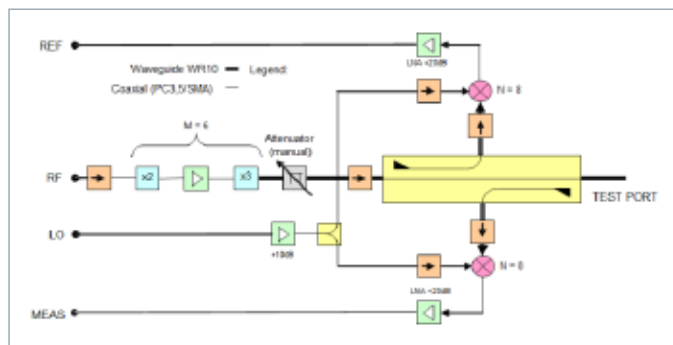 REF
LNA +20dB
Waveguide WR10
Legend:
Coaxial (PC3,5/SMA)
N = 8
M = 6
Attenuator
(manual)
RF
x2
x3
TEST PORT
LO
+10dB
N = 8
LNA +20dB
MEAS